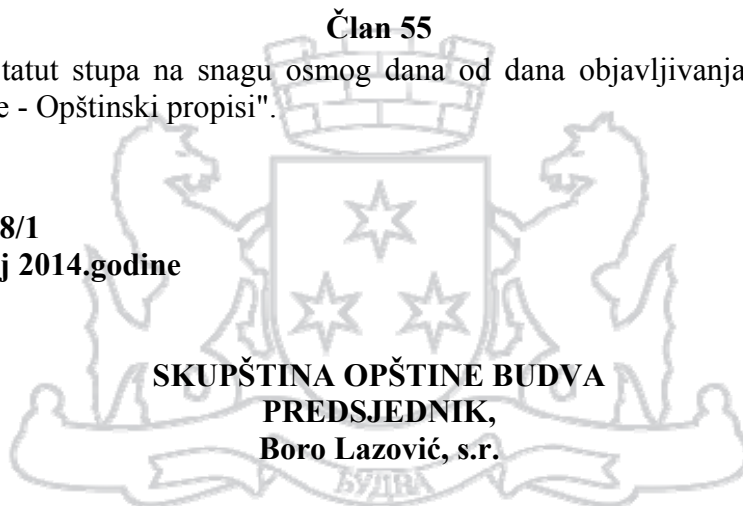 Član 55
tatut stupa na snagu osmog dana od dana objavljivanja
e - Opštinski propisi".
8/1
j 2014.godine
SKUPŠTINA OPŠTINE BUDVA
PREDSJEDNIK,
Boro Lazović, s.r.
БУДВА